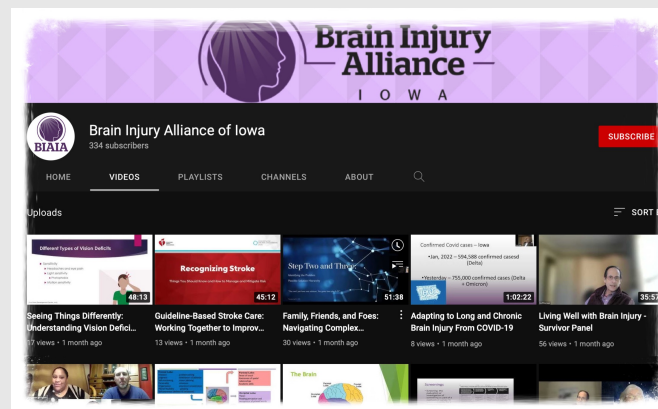 Brain Injury
Alliance
IOWA
BIAIA
Brain Injury Alliance of Iowa
334 subscribers
SUBSCRIBE
HOME
VIDEOS
PLAYLISTS
CHANNELS
ABOUT
Uploads
SORT
Different Types of Vision Deficits
48:13
Recognizing Stroke
45:12
Step Two and Three
51:38
Confirmed Covid cases – Iowa
•Jan, 2022 – 594,588 confirmed casesd
(Delta)
•Yesterday – 755,000 confirmed cases (Delta
+ Omicron)
1:02:22
35:57
Seeing Things Differently:
Understanding Vision Defici...
17 views • 1 month ago
Guideline-Based Stroke Care:
Working Together to Improv...
13 views • 1 month ago
Family, Friends, and Foes:
Navigating Complex...
30 views • 1 month ago
Adapting to Long and Chronic
Brain Injury From COVID-19
8 views • 1 month ago
Living Well with Brain Injury -
Survivor Panel
56 views • 1 month ago
The Brain